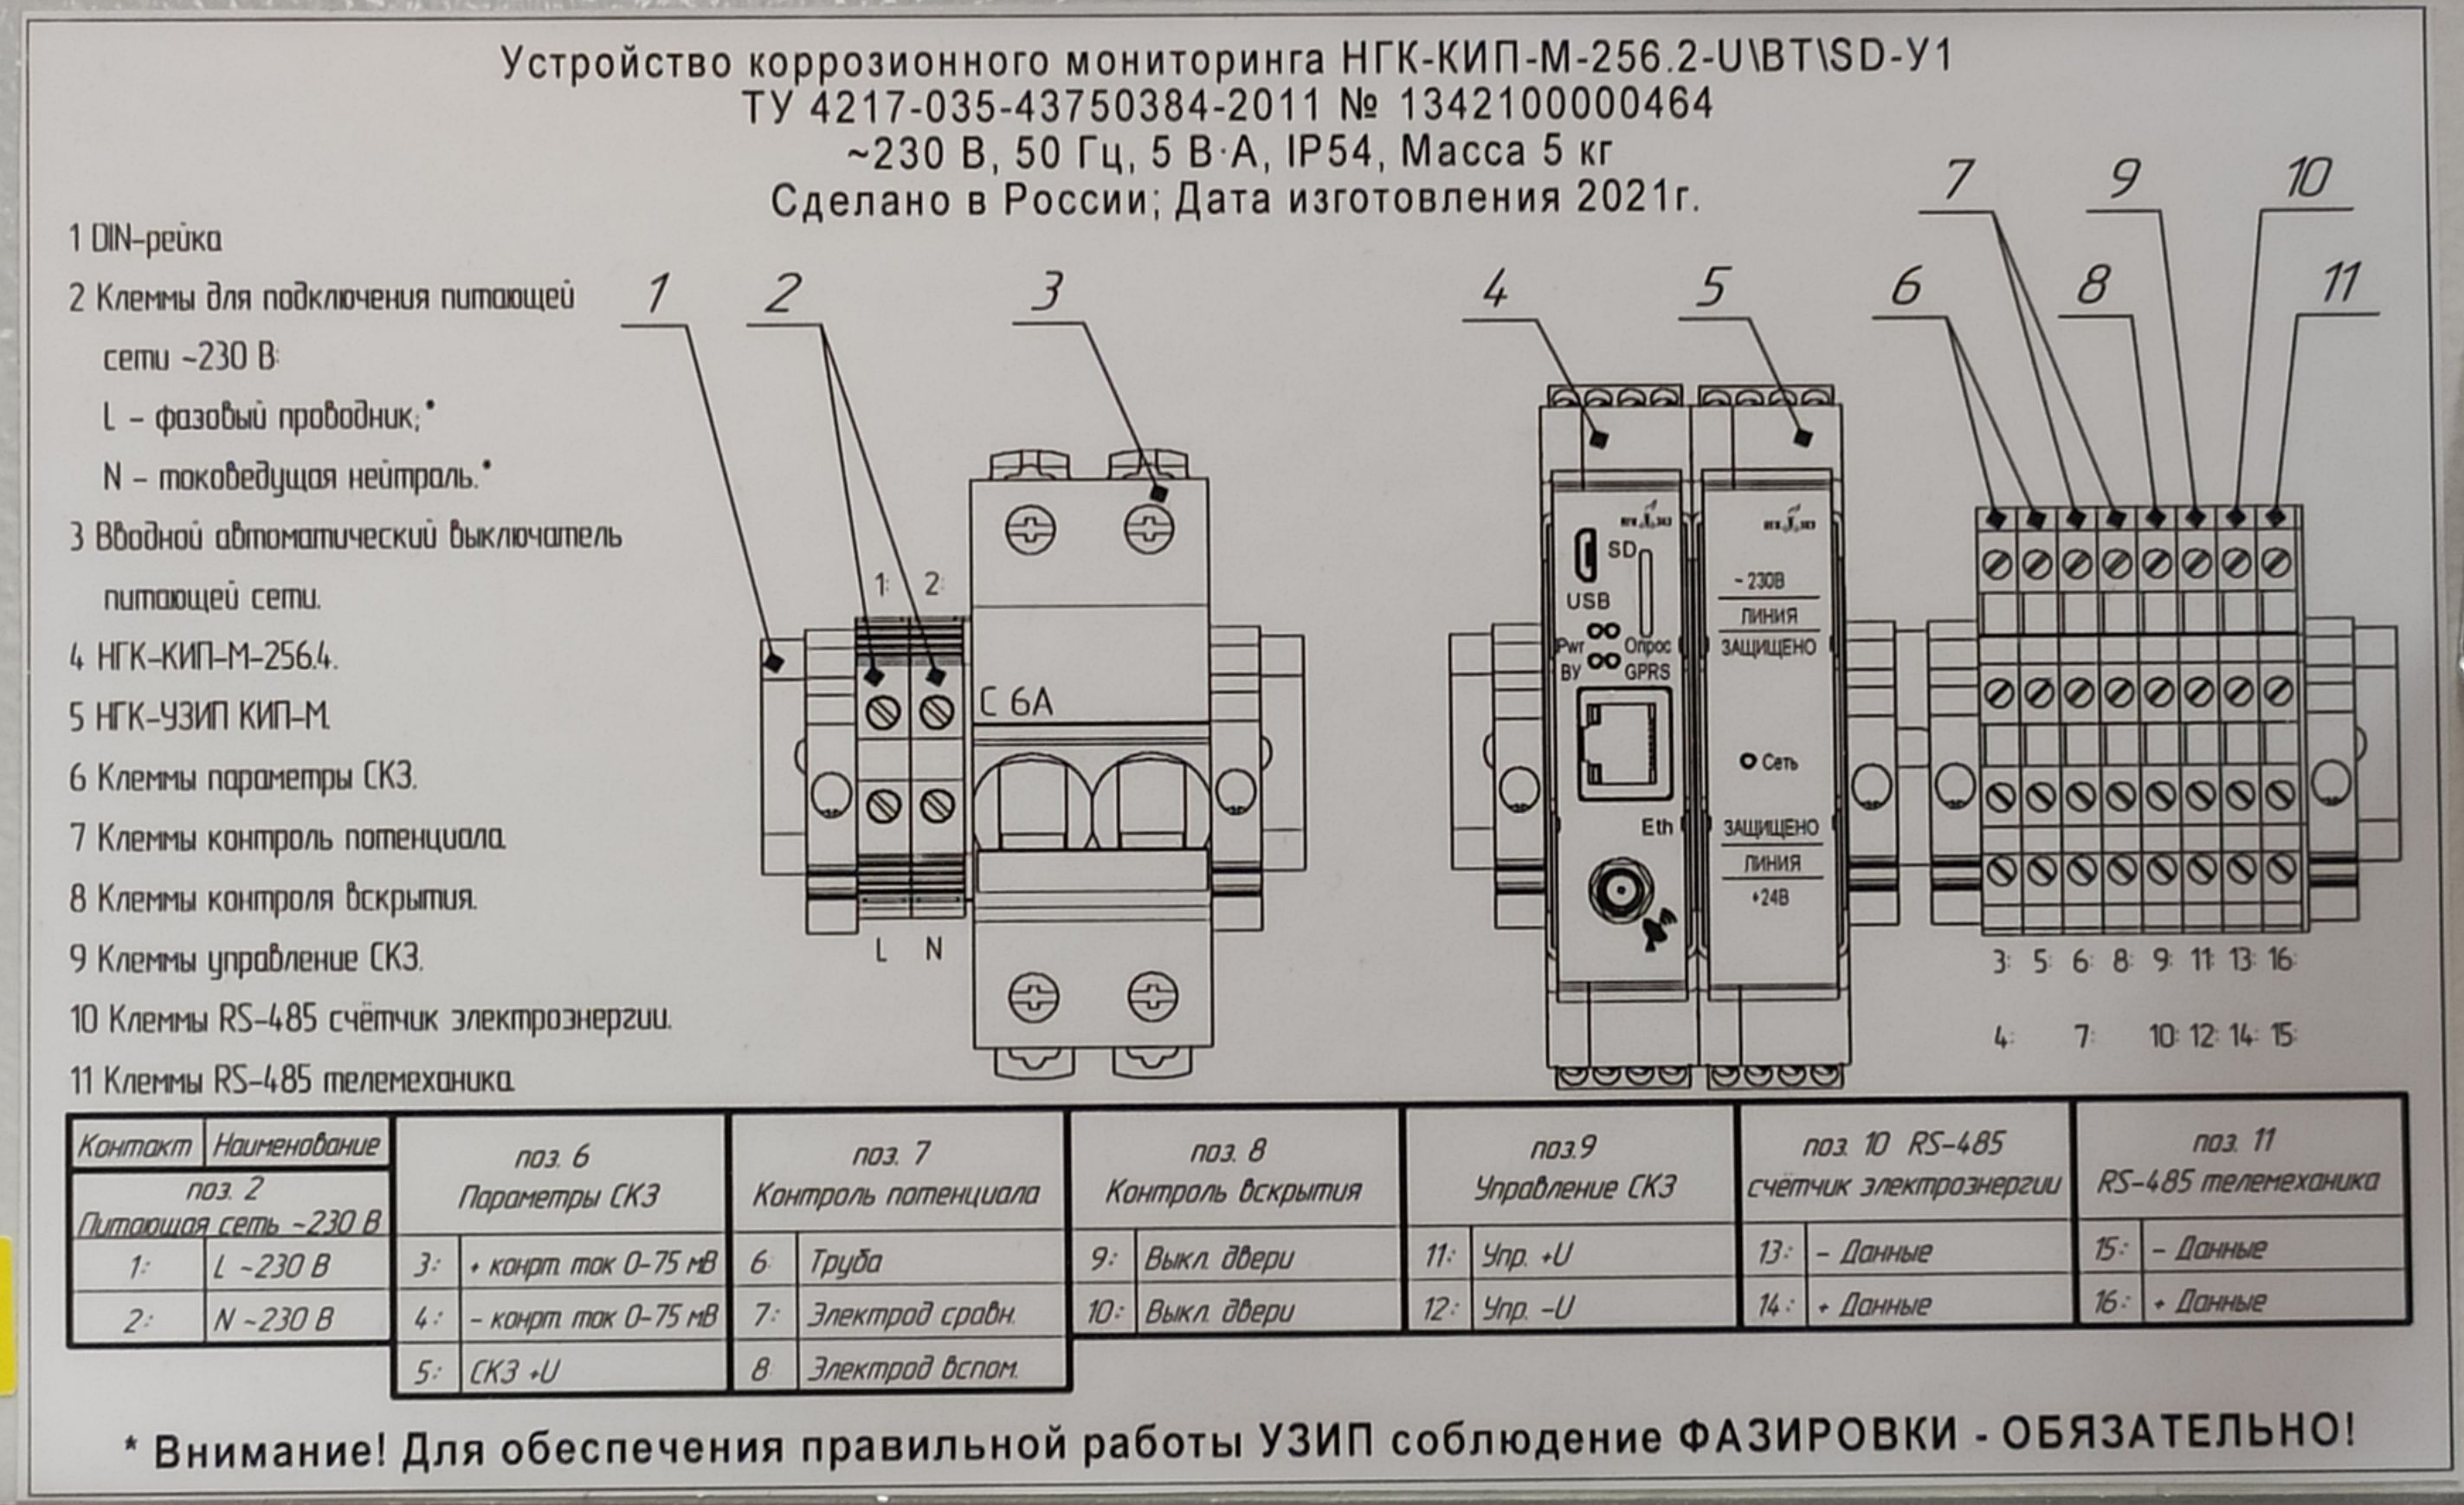 Устройство коррозионного мониторинга НГК-КИП-М-256.2-U\BT\SD-У1
ТУ 4217-035-43750384-2011 № 1342100000464
~230 В, 50 Гц, 5 В·А, IP54, Масса 5 кг
Сделано в России; Дата изготовления 2021г.
1 DIN-рейка
2 Клеммы для подключения питающей
сети ~230 В:
L – фазовый проводник;*
N – токоведущая нейтраль.*
3 Вводной автоматический выключатель
питающей сети.
4 НГК-КИП-М-256.4.
5 НГК-УЗИП КИП-М.
6 Клеммы параметры СКЗ.
7 Клеммы контроль потенциала.
8 Клеммы контроля вскрытия.
9 Клеммы управление СКЗ.
10 Клеммы RS-485 счётчик электроэнергии.
11 Клеммы RS-485 телемеханика.
1 2 3 4 5 6 7 8 9 10 11
1: 2:
C 6A
L N
SD
USB
Pwr Опрос
ВУ GPRS
Eth
~ 230В
ЛИНИЯ
ЗАЩИЩЕНО
Сеть
ЗАЩИЩЕНО
ЛИНИЯ
+24В
3: 5: 6: 8: 9: 11: 13: 16:
4: 7: 10: 12: 14: 15:
Контакт Наименование
поз. 2
Питающая сеть ~230 В
1: L ~230 В
2: N ~230 В
поз. 6
Параметры СКЗ
3: + конрт. ток 0-75 мВ
4: – конрт. ток 0-75 мВ
5: СКЗ +U
поз. 7
Контроль потенциала
6: Труба
7: Электрод сравн.
8: Электрод вспом.
поз. 8
Контроль вскрытия
9: Выкл. двери
10: Выкл. двери
поз.9
Управление СКЗ
11: Упр. +U
12: Упр. –U
поз. 10 RS-485
счётчик электроэнергии
13: – Данные
14: + Данные
поз. 11
RS-485 телемеханика
15: – Данные
16: + Данные
* Внимание! Для обеспечения правильной работы УЗИП соблюдение ФАЗИРОВКИ - ОБЯЗАТЕЛЬНО!